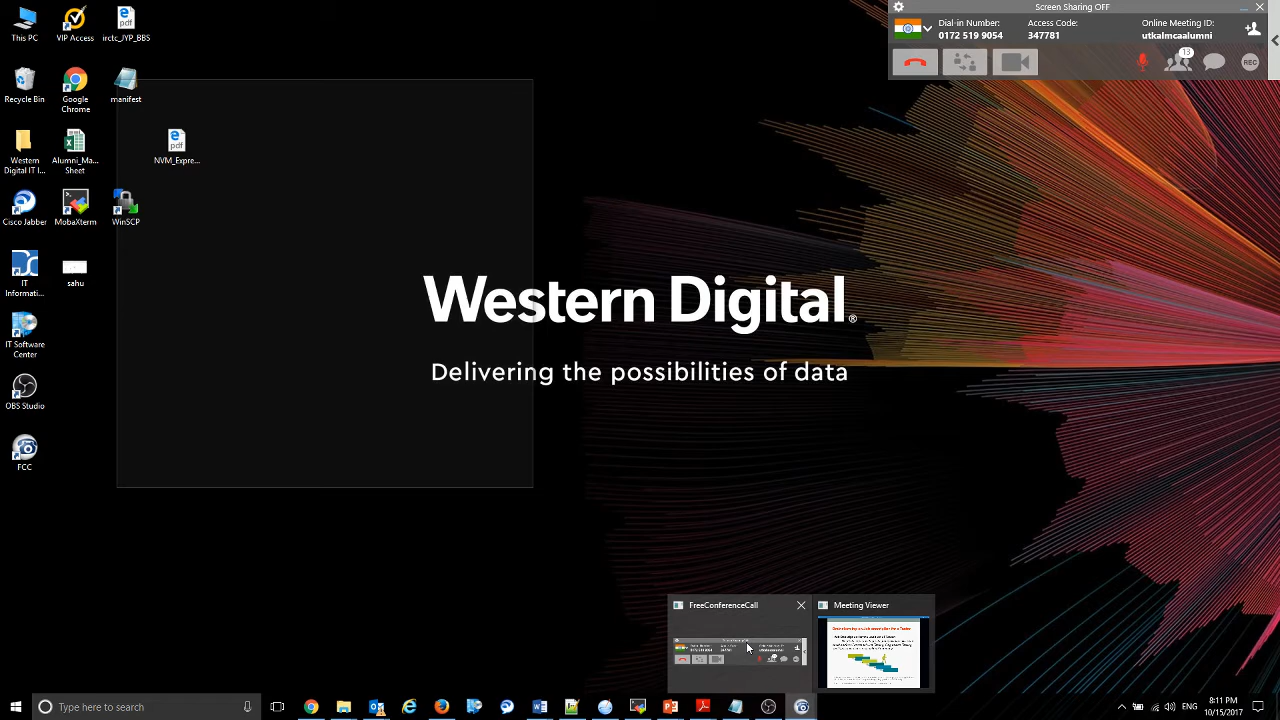 This PC
VIP Access
irctc_JYP_BBS
Recycle Bin
Google
Chrome
manifest
Western
Digital IT I...
Alumni_Ma...
Sheet
NVM_Expre...
Cisco Jabber
MobaXterm
WinSCP
IT
Informati...
sahu
IT Software
Center
OBS Studio
FCC
Western Digital®
Delivering the possibilities of data
Screen Sharing OFF
Dial-in Number:
0172 519 9054
Access Code:
347781
Online Meeting ID:
utkalmcaalumni
13
REC
FreeConferenceCall
Meeting Viewer
Type here to search
ENG
8:11 PM
10/15/2017